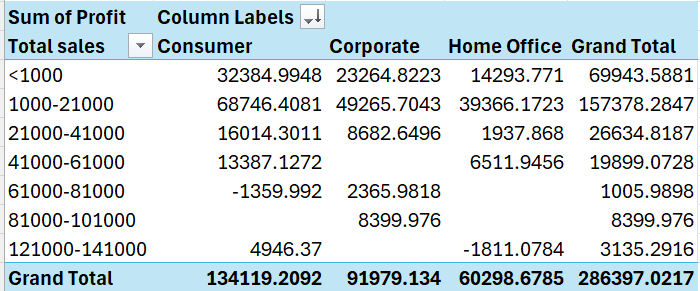 Sum of Profit Column Labels
Total sales Consumer Corporate Home Office Grand Total
<1000 32384.9948 23264.8223 14293.771 69943.5881
1000-21000 68746.4081 49265.7043 39366.1723 157378.2847
21000-41000 16014.3011 8682.6496 1937.868 26634.8187
41000-61000 13387.1272 6511.9456 19899.0728
61000-81000 -1359.992 2365.9818 1005.9898
81000-101000 8399.976 8399.976
121000-141000 4946.37 -1811.0784 3135.2916
Grand Total 134119.2092 91979.134 60298.6785 286397.0217